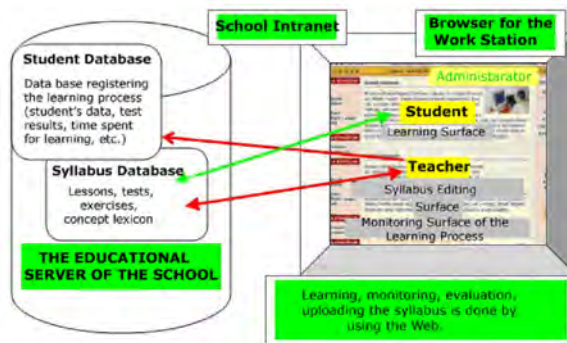 School Intranet
Browser for the
Work Station
Student Database
Data base registering
the learning process
(student's data, test
results, time spent
for learning, etc.)
Syllabus Database
Lessons, tests,
exercises,
concept lexicon
THE EDUCATIONAL
SERVER OF THE SCHOOL
Administarator
Student
Learning Surface
Teacher
Syllabus Editing
Surface
Monitoring Surface of the
Learning Process
Learning, monitoring, evaluation,
uploading the syllabus is done by
using the Web.